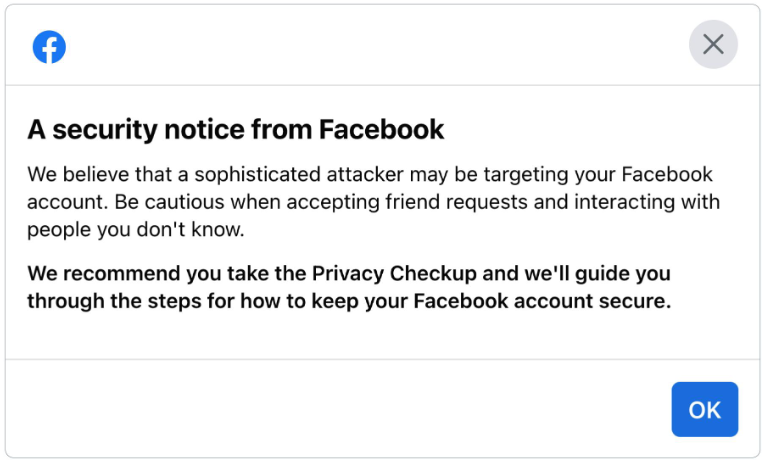 A security notice from Facebook
We believe that a sophisticated attacker may be targeting your Facebook
account. Be cautious when accepting friend requests and interacting with
people you don't know.
We recommend you take the Privacy Checkup and we'll guide you
through the steps for how to keep your Facebook account secure.
OK